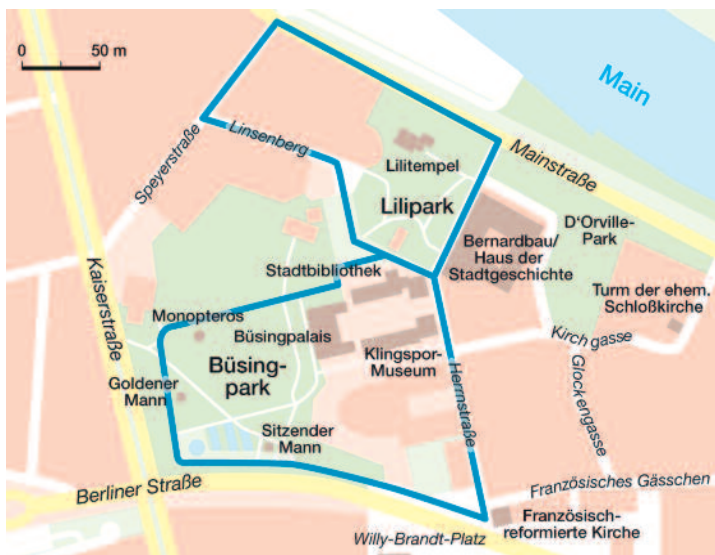 0 50 m
Main
Linsenberg
Speyerstraße
Lilitempel
Mainstraße
Lilipark
D'Orville-
Park
Bernardbau/
Haus der
Stadtgeschichte
Stadtbibliothek
Kaiserstraße
Turm der ehem.
Schloßkirche
Monopteros
Büsingpalais
Kirchgasse
Büsing-
park
Klingspor-
Museum
Herrnstraße
Glockengasse
Goldener
Mann
Sitzender
Mann
Berliner Straße
Französisches Gässchen
Französisch-
reformierte Kirche
Willy-Brandt-Platz